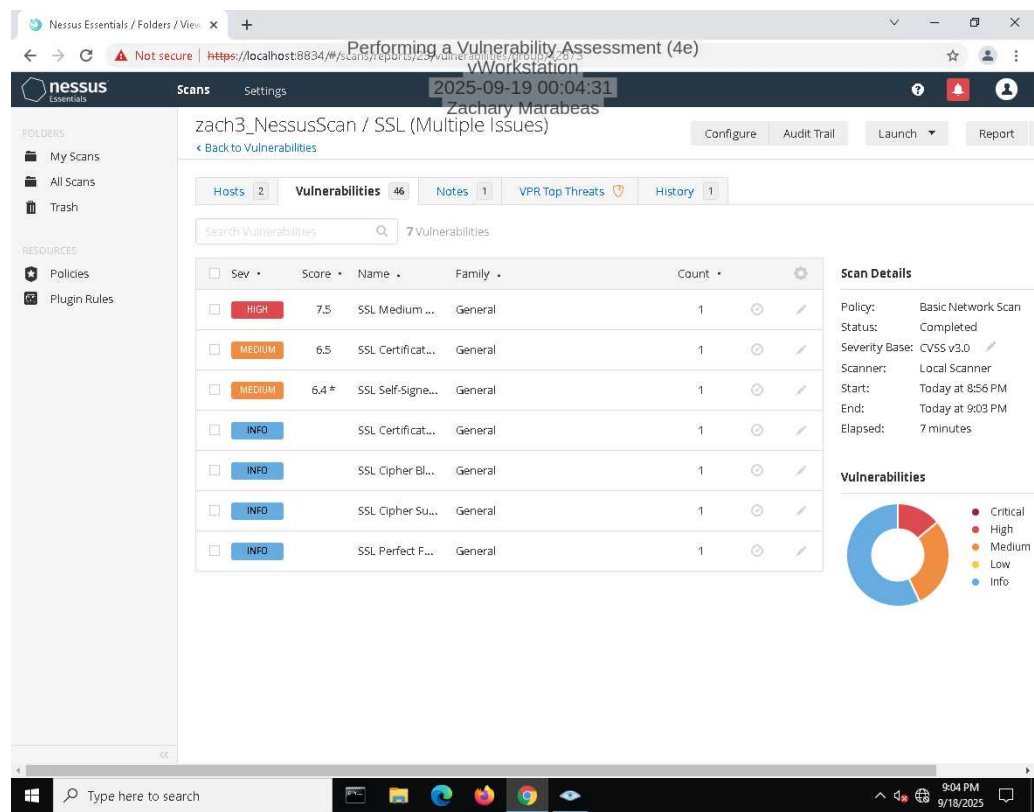 Nessus Essentials / Folders / View
Not secure | https://localhost:8834/#/scans/reports/23/vulnerabilities/group/42873
Performing a Vulnerability Assessment (4e)
vWorkstation
2025-09-19 00:04:31
Zachary Marabeas
nessus
Essentials
Scans Settings
FOLDERS
My Scans
All Scans
Trash
RESOURCES
Policies
Plugin Rules
zach3_NessusScan / SSL (Multiple Issues)
‹ Back to Vulnerabilities
Configure Audit Trail Launch Report
Hosts 2 Vulnerabilities 46 Notes 1 VPR Top Threats History 1
Search Vulnerabilities 7 Vulnerabilities
Sev Score Name Family Count
HIGH 7.5 SSL Medium ... General 1
MEDIUM 6.5 SSL Certificat... General 1
MEDIUM 6.4 * SSL Self-Signe... General 1
INFO SSL Certificat... General 1
INFO SSL Cipher Bl... General 1
INFO SSL Cipher Su... General 1
INFO SSL Perfect F... General 1
Scan Details
Policy: Basic Network Scan
Status: Completed
Severity Base: CVSS v3.0
Scanner: Local Scanner
Start: Today at 8:56 PM
End: Today at 9:03 PM
Elapsed: 7 minutes
Vulnerabilities
Critical
High
Medium
Low
Info
Type here to search
9:04 PM
9/18/2025